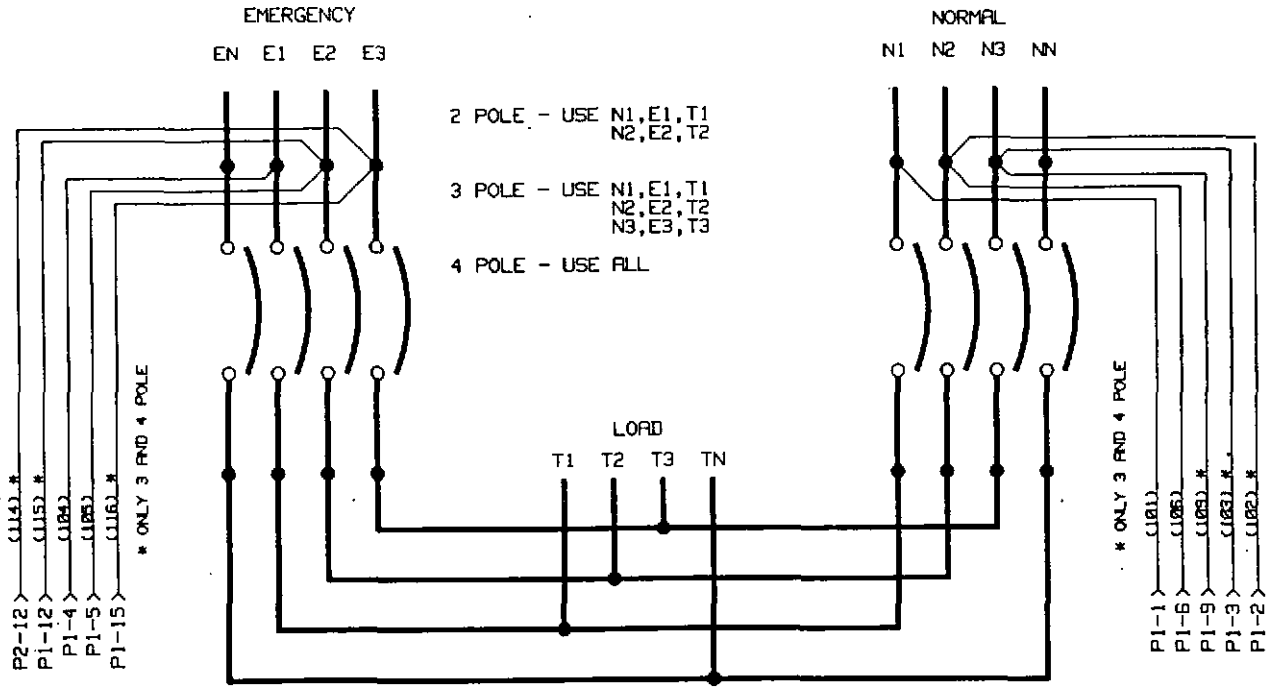 EMERGENCY
EN E1 E2 E3
NORMAL
N1 N2 N3 NN
2 POLE - USE N1,E1,T1
N2,E2,T2
3 POLE - USE N1,E1,T1
N2,E2,T2
N3,E3,T3
4 POLE - USE ALL
LOAD
T1 T2 T3 TN
P2-12 (114) *
P1-12 (115) *
P1-4 (104)
P1-5 (105)
P1-15 (116) *
* ONLY 3 AND 4 POLE
* ONLY 3 AND 4 POLE
P1-1 (101)
P1-6 (106)
P1-9 (109) *
P1-3 (103) *
P1-2 (102) *